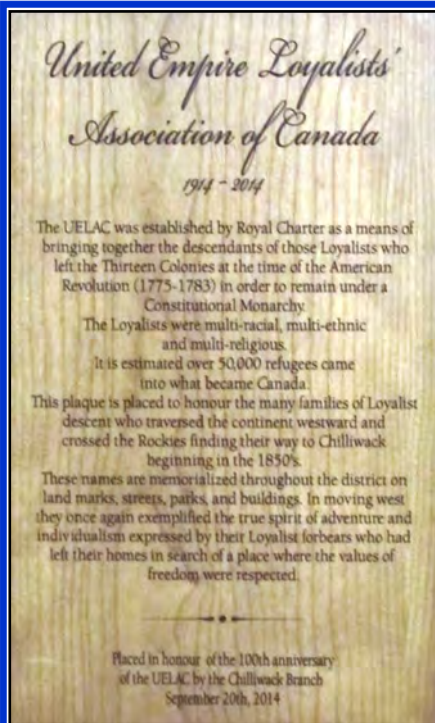 United Empire Loyalists'
Association of Canada
1914 - 2014
The UELAC was established by Royal Charter as a means of
bringing together the descendants of those Loyalists who
left the Thirteen Colonies at the time of the American
Revolution (1775-1783) in order to remain under a
Constitutional Monarchy.
The Loyalists were multi-racial, multi-ethnic
and multi-religious.
It is estimated over 50,000 refugees came
into what became Canada.
This plaque is placed to honour the many families of Loyalist
descent who traversed the continent westward and
crossed the Rockies finding their way to Chilliwack
beginning in the 1850's.
These names are memorialized throughout the district on
land marks, streets, parks, and buildings. In moving west
they once again exemplified the true spirit of adventure and
individualism expressed by their Loyalist forbears who had
left their homes in search of a place where the values of
freedom were respected.
Placed in honour of the 100th anniversary
of the UELAC by the Chilliwack Branch
September 20th, 2014